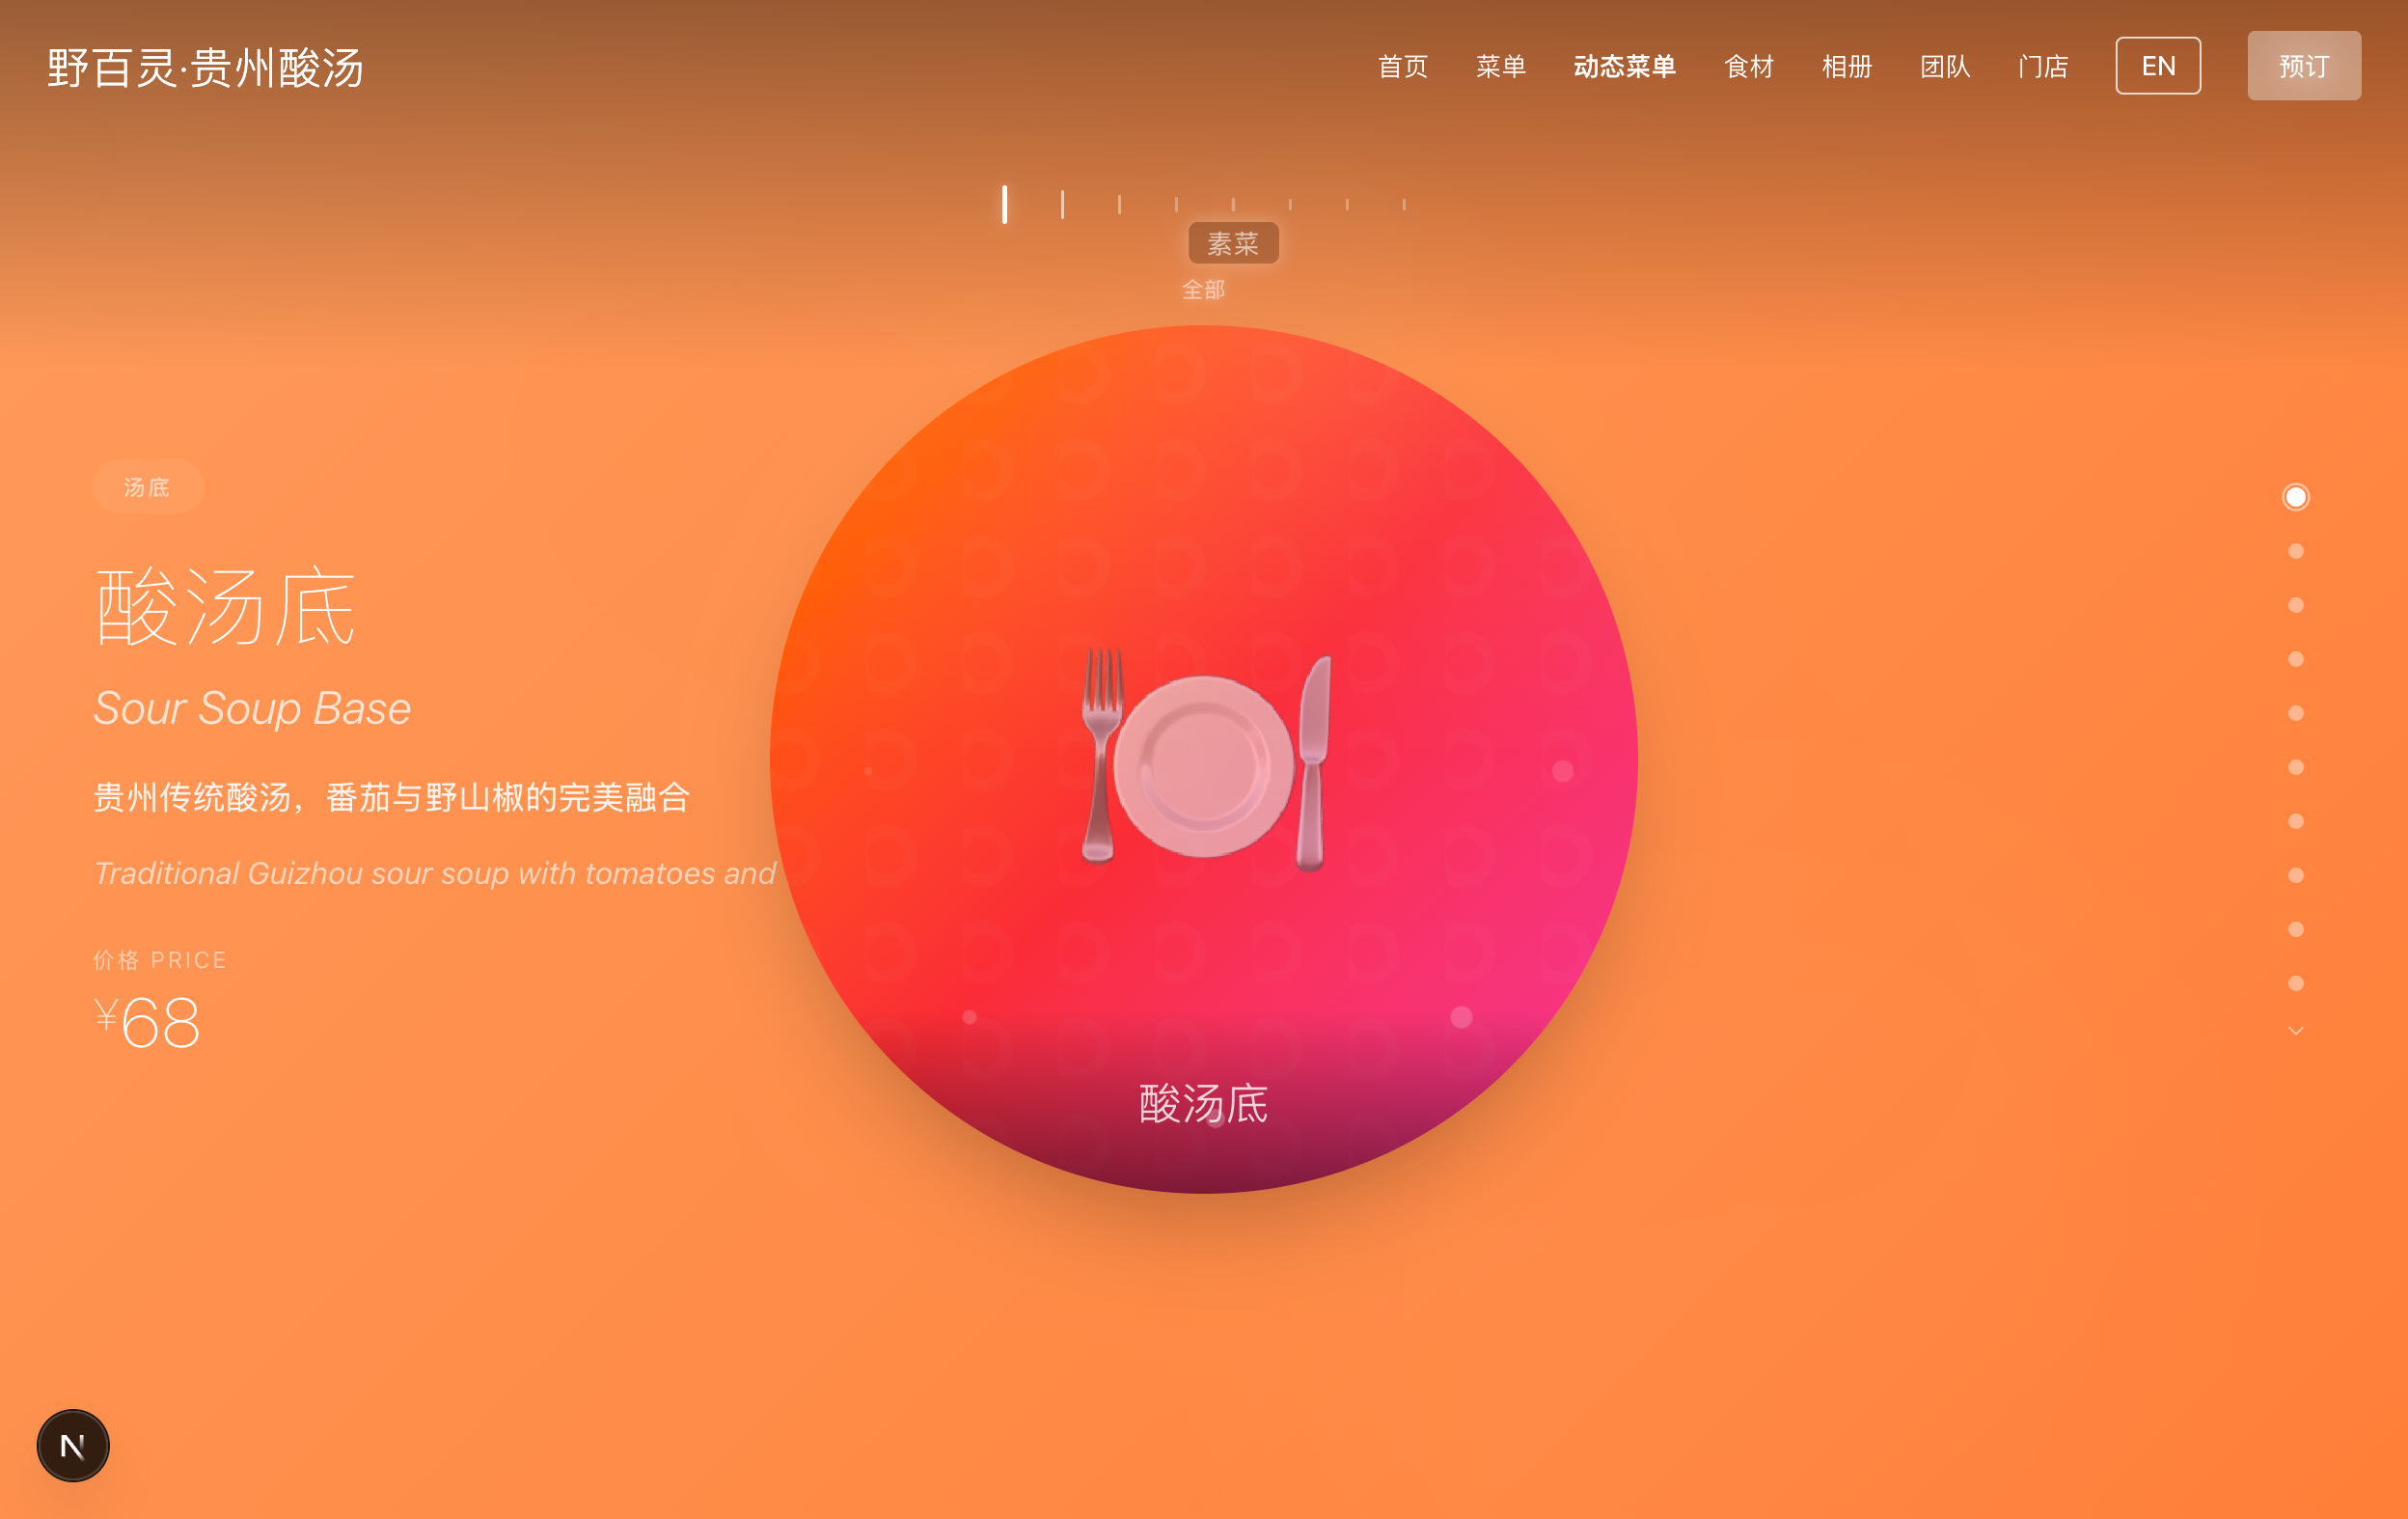 野百灵·贵州酸汤
首页 菜单 动态菜单 食材 相册 团队 门店 EN 预订
素菜
全部
汤底
酸汤底
Sour Soup Base
贵州传统酸汤，番茄与野山椒的完美融合
Traditional Guizhou sour soup with tomatoes and
价格 PRICE
¥68
酸汤底
N